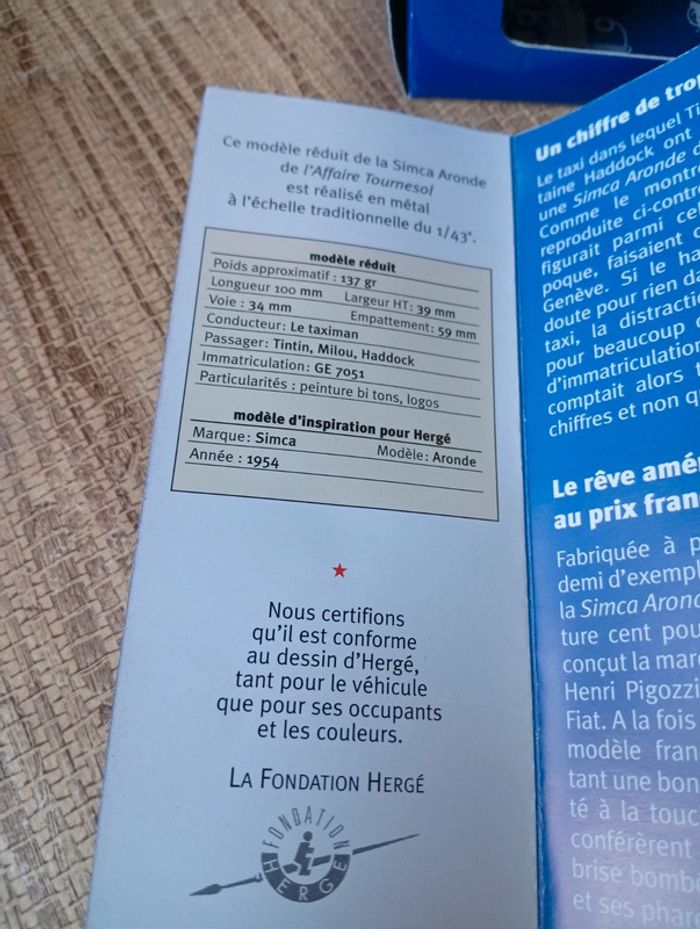 Ce modèle réduit de la Simca Aronde
de l'Affaire Tournesol
est réalisé en métal
à l'échelle traditionnelle du 1/43e.
modèle réduit
Poids approximatif : 137 gr
Longueur 100 mm Largeur HT: 39 mm
Voie : 34 mm Empattement: 59 mm
Conducteur: Le taximan
Passager: Tintin, Milou, Haddock
Immatriculation: GE 7051
Particularités : peinture bi tons, logos
modèle d'inspiration pour Hergé
Marque: Simca Modèle: Aronde
Année : 1954
Nous certifions
qu'il est conforme
au dessin d'Hergé,
tant pour le véhicule
que pour ses occupants
et les couleurs.
LA FONDATION HERGÉ
FONDATION
HERGÉ
Un chiffre de tro
Le taxi dans lequel Ti
taine Haddock ont
une Simca Aronde d
Comme le montr
reproduite ci-contr
figurait parmi ce
poque, faisaient
Genève. Si le ha
doute pour rien da
taxi, la distract
pour beaucoup
d'immatriculation
comptait alors
chiffres et non q
Le rêve amé
au prix fran
Fabriquée à p
demi d'exempl
la Simca Aron
ture cent pou
conçut la mar
Henri Pigozzi
Fiat. A la fois
modèle fran
tant une bon
té à la touc
conférèrent
brise bombé
et ses phar